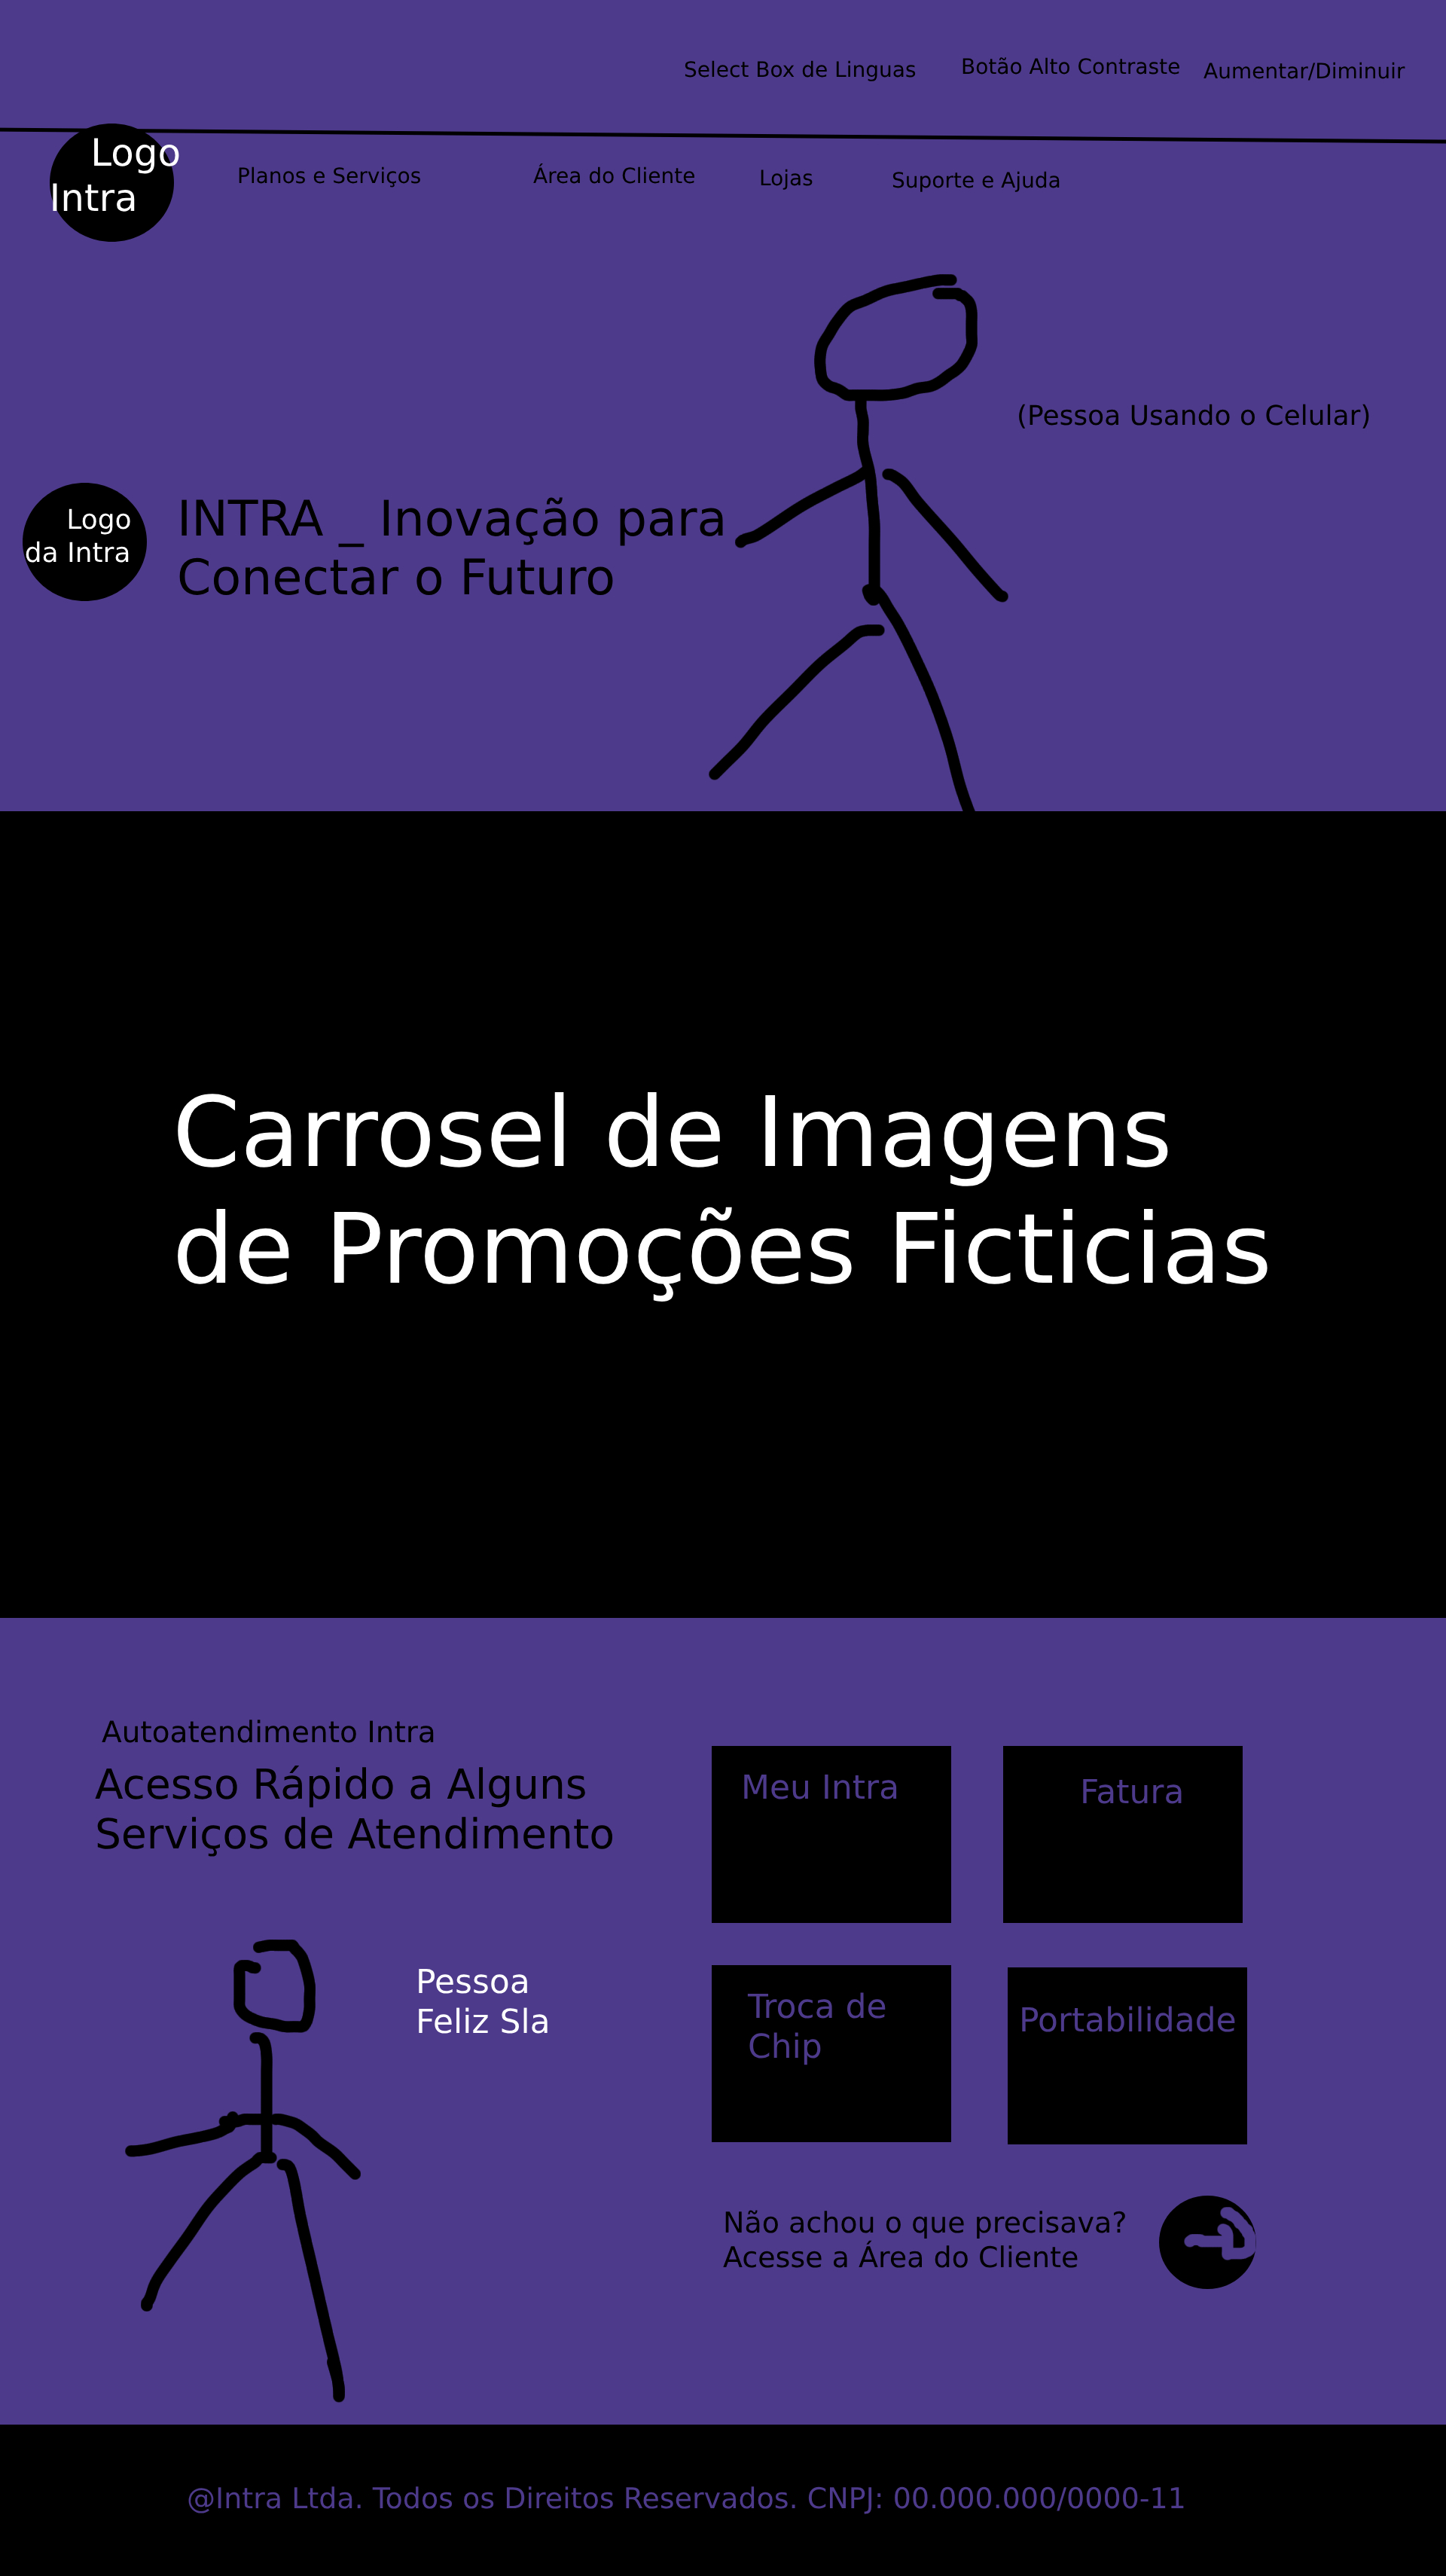 Select Box de Linguas
Botão Alto Contraste
Aumentar/Diminuir
Logo
Intra
Planos e Serviços
Área do Cliente
Lojas
Suporte e Ajuda
(Pessoa Usando o Celular)
Logo
da Intra
INTRA _ Inovação para
Conectar o Futuro
Carrosel de Imagens
de Promoções Ficticias
Autoatendimento Intra
Acesso Rápido a Alguns
Serviços de Atendimento
Meu Intra
Fatura
Pessoa
Feliz Sla
Troca de
Chip
Portabilidade
Não achou o que precisava?
Acesse a Área do Cliente
@Intra Ltda. Todos os Direitos Reservados. CNPJ: 00.000.000/0000-11